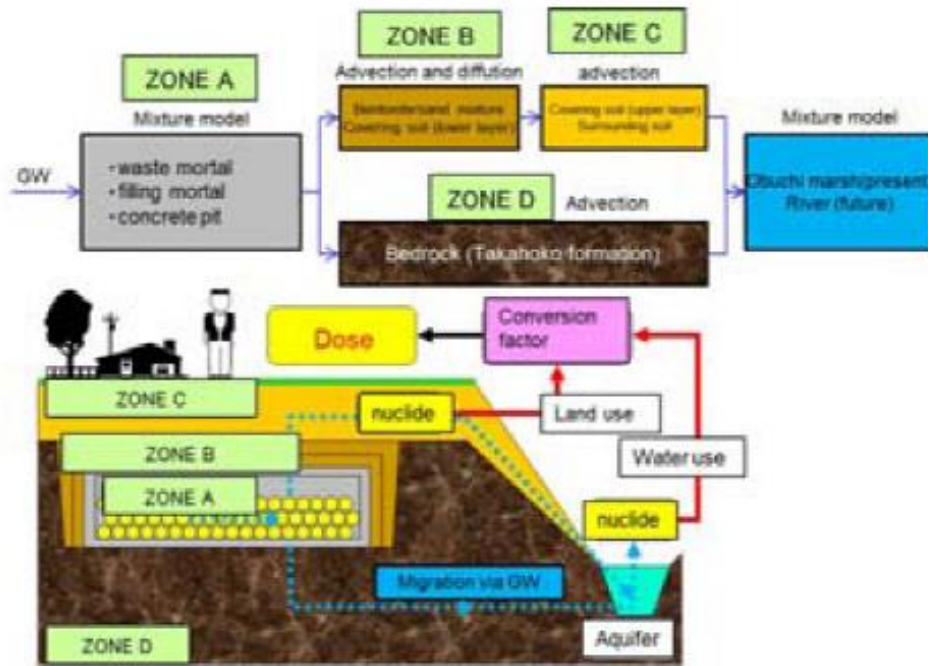 ZONE A
Mixture model
GW
•waste mortal
•filling mortal
•concrete pit
ZONE B
Advection and diffution
Bentonite/sand mixture
Covering soil (lower layer)
ZONE C
advection
Covering soil (upper layer)
Surrounding soil
ZONE D
Advection
Bedrock (Takahoko formation)
Mixture model
Obuchi marsh(present)
River (future)
Dose
Conversion
factor
ZONE C
nuclide
Land use
ZONE B
Water use
ZONE A
nuclide
Migration via GW
ZONE D
Aquifer